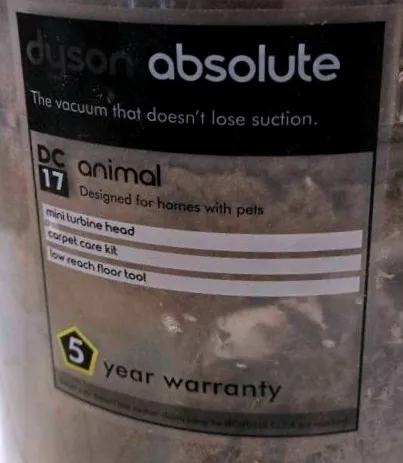 dyson absolute
The vacuum that doesn't lose suction.
DC
17
animal
Designed for homes with pets
mini turbine head
carpet care kit
low reach floor tool
5
year warranty